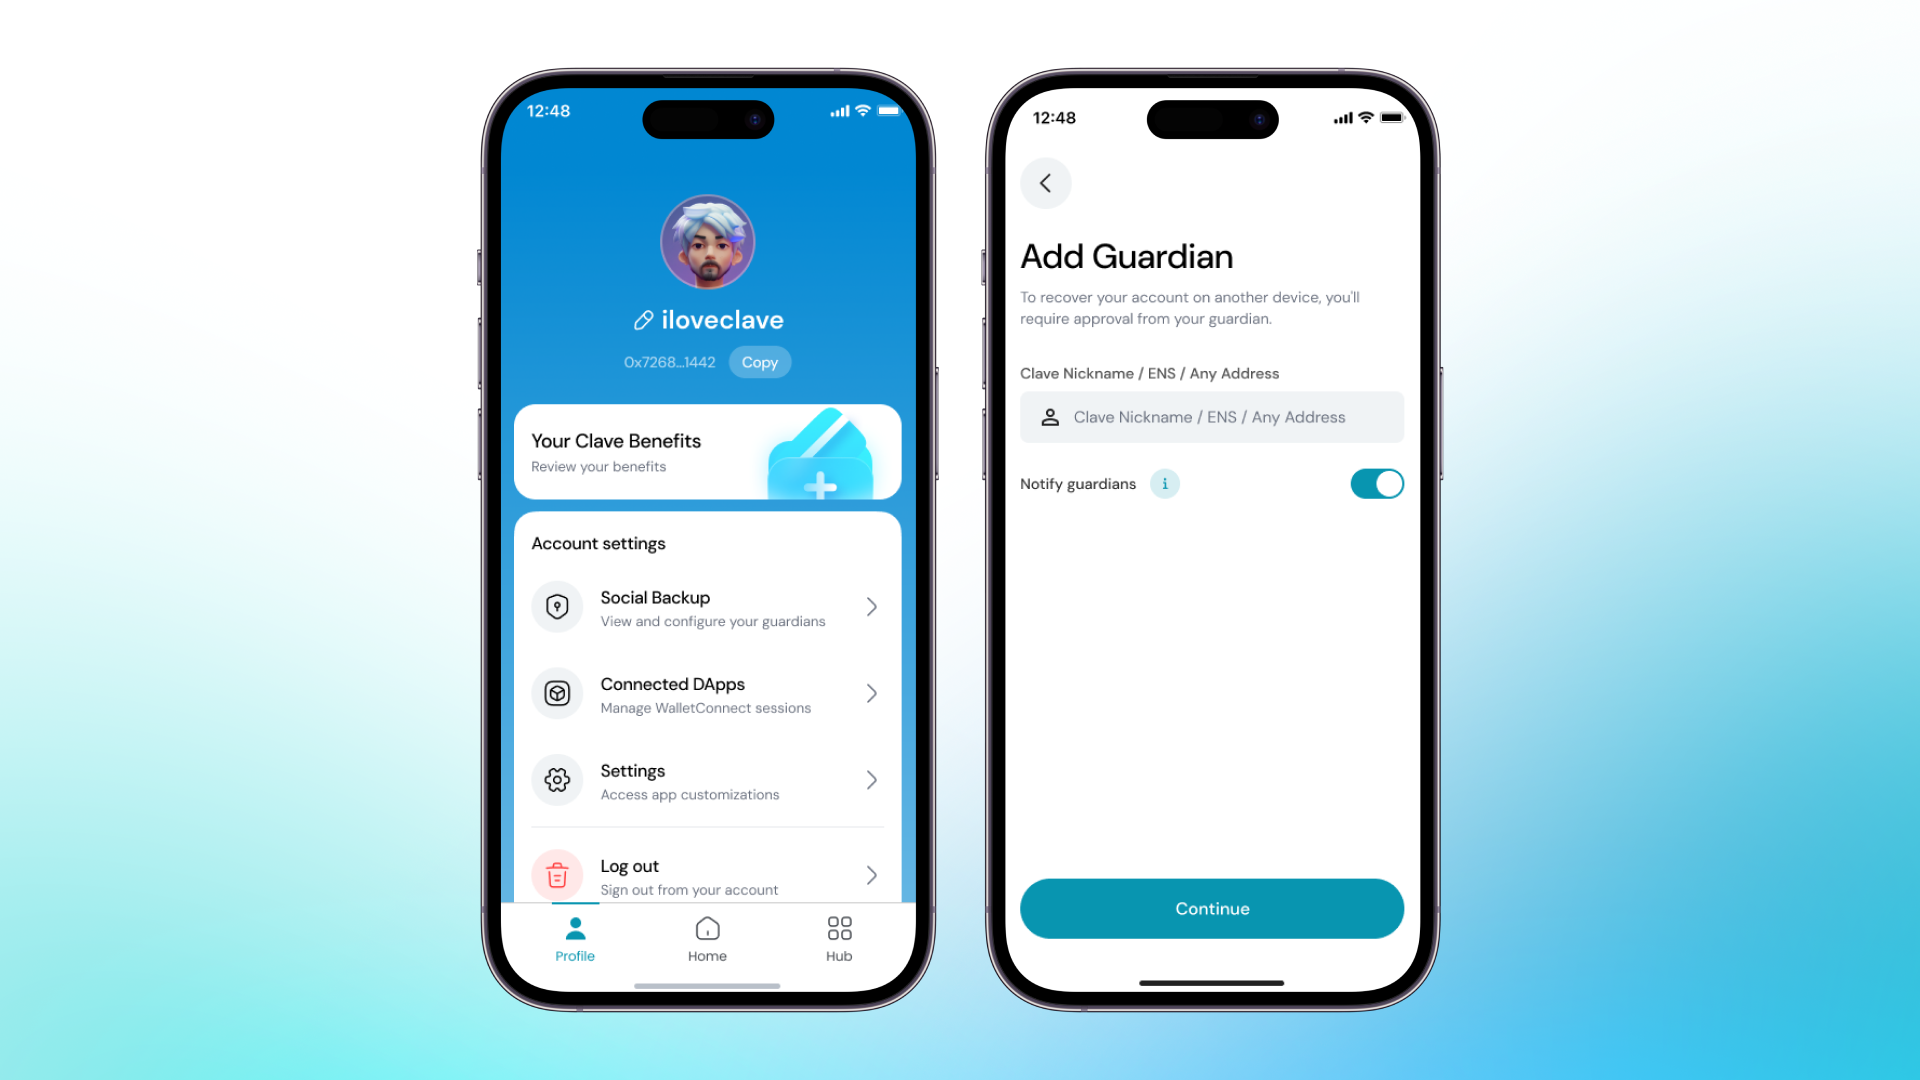 12:48
iloveclave
0x7268...1442
Copy
Your Clave Benefits
Review your benefits
Account settings
Social Backup
View and configure your guardians
Connected DApps
Manage WalletConnect sessions
Settings
Access app customizations
Log out
Sign out from your account
Profile
Home
Hub
12:48
Add Guardian
To recover your account on another device, you'll
require approval from your guardian.
Clave Nickname / ENS / Any Address
Clave Nickname / ENS / Any Address
Notify guardians
i
Continue